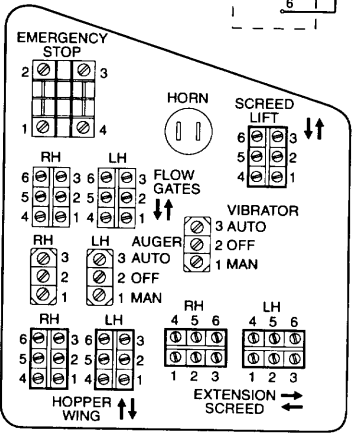 6
EMERGENCY
STOP
2 3
1 4
HORN
SCREED
LIFT
6 3
5 2
4 1
RH LH
6 3 6 3 FLOW
5 2 5 2 GATES
4 1 4 1
VIBRATOR
3 AUTO
2 OFF
1 MAN
RH LH AUGER
3 3 AUTO
2 2 OFF
1 1 MAN
RH LH
6 3 6 3
5 2 5 2
4 1 4 1
HOPPER
WING
RH LH
4 5 6 4 5 6
1 2 3 1 2 3
EXTENSION
SCREED